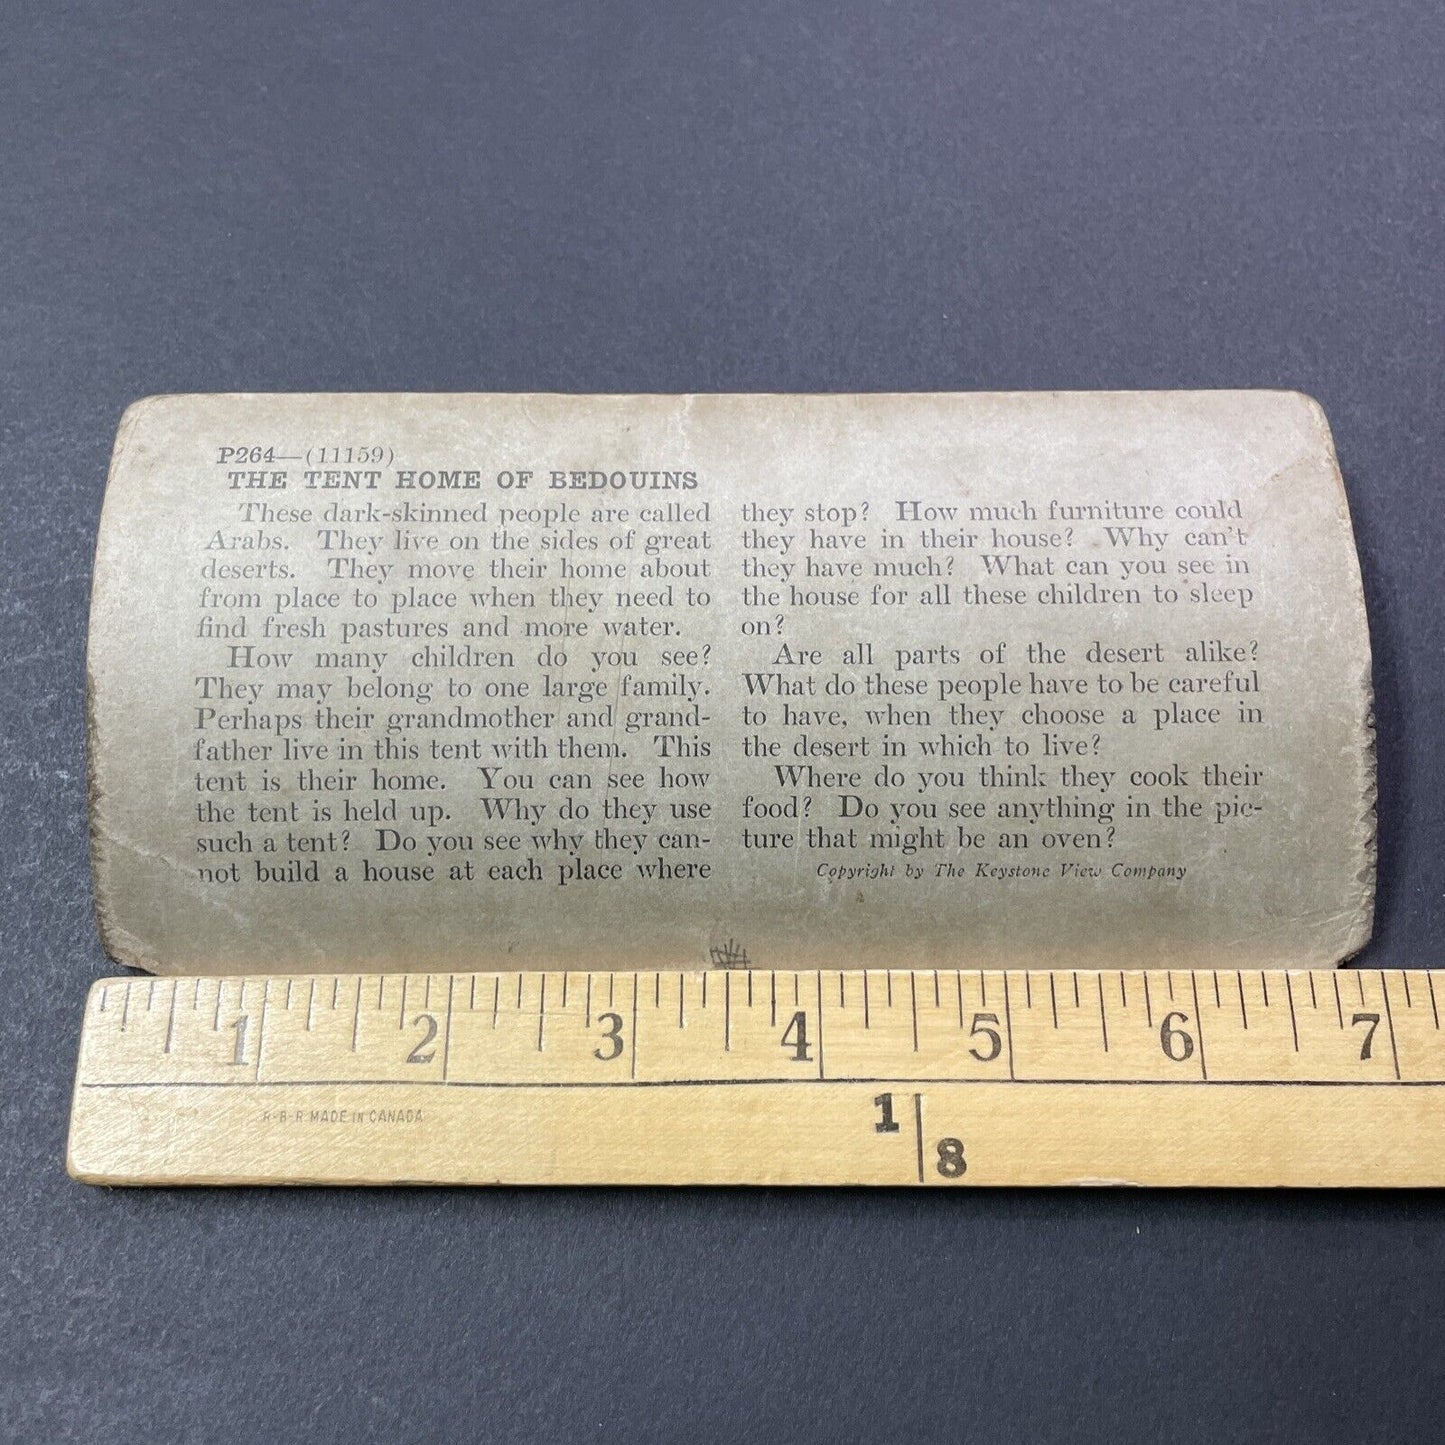 P264—(11159)
THE TENT HOME OF BEDOUINS
These dark-skinned people are called
Arabs. They live on the sides of great
deserts. They move their home about
from place to place when they need to
find fresh pastures and more water.
How many children do you see?
They may belong to one large family.
Perhaps their grandmother and grand-
father live in this tent with them. This
tent is their home. You can see how
the tent is held up. Why do they use
such a tent? Do you see why they can-
not build a house at each place where
they stop? How much furniture could
they have in their house? Why can't
they have much? What can you see in
the house for all these children to sleep
on?
Are all parts of the desert alike?
What do these people have to be careful
to have, when they choose a place in
the desert in which to live?
Where do you think they cook their
food? Do you see anything in the pic-
ture that might be an oven?
Copyright by The Keystone View Company
1 2 3 4 5 6 7
R-B-R MADE IN CANADA
1
8